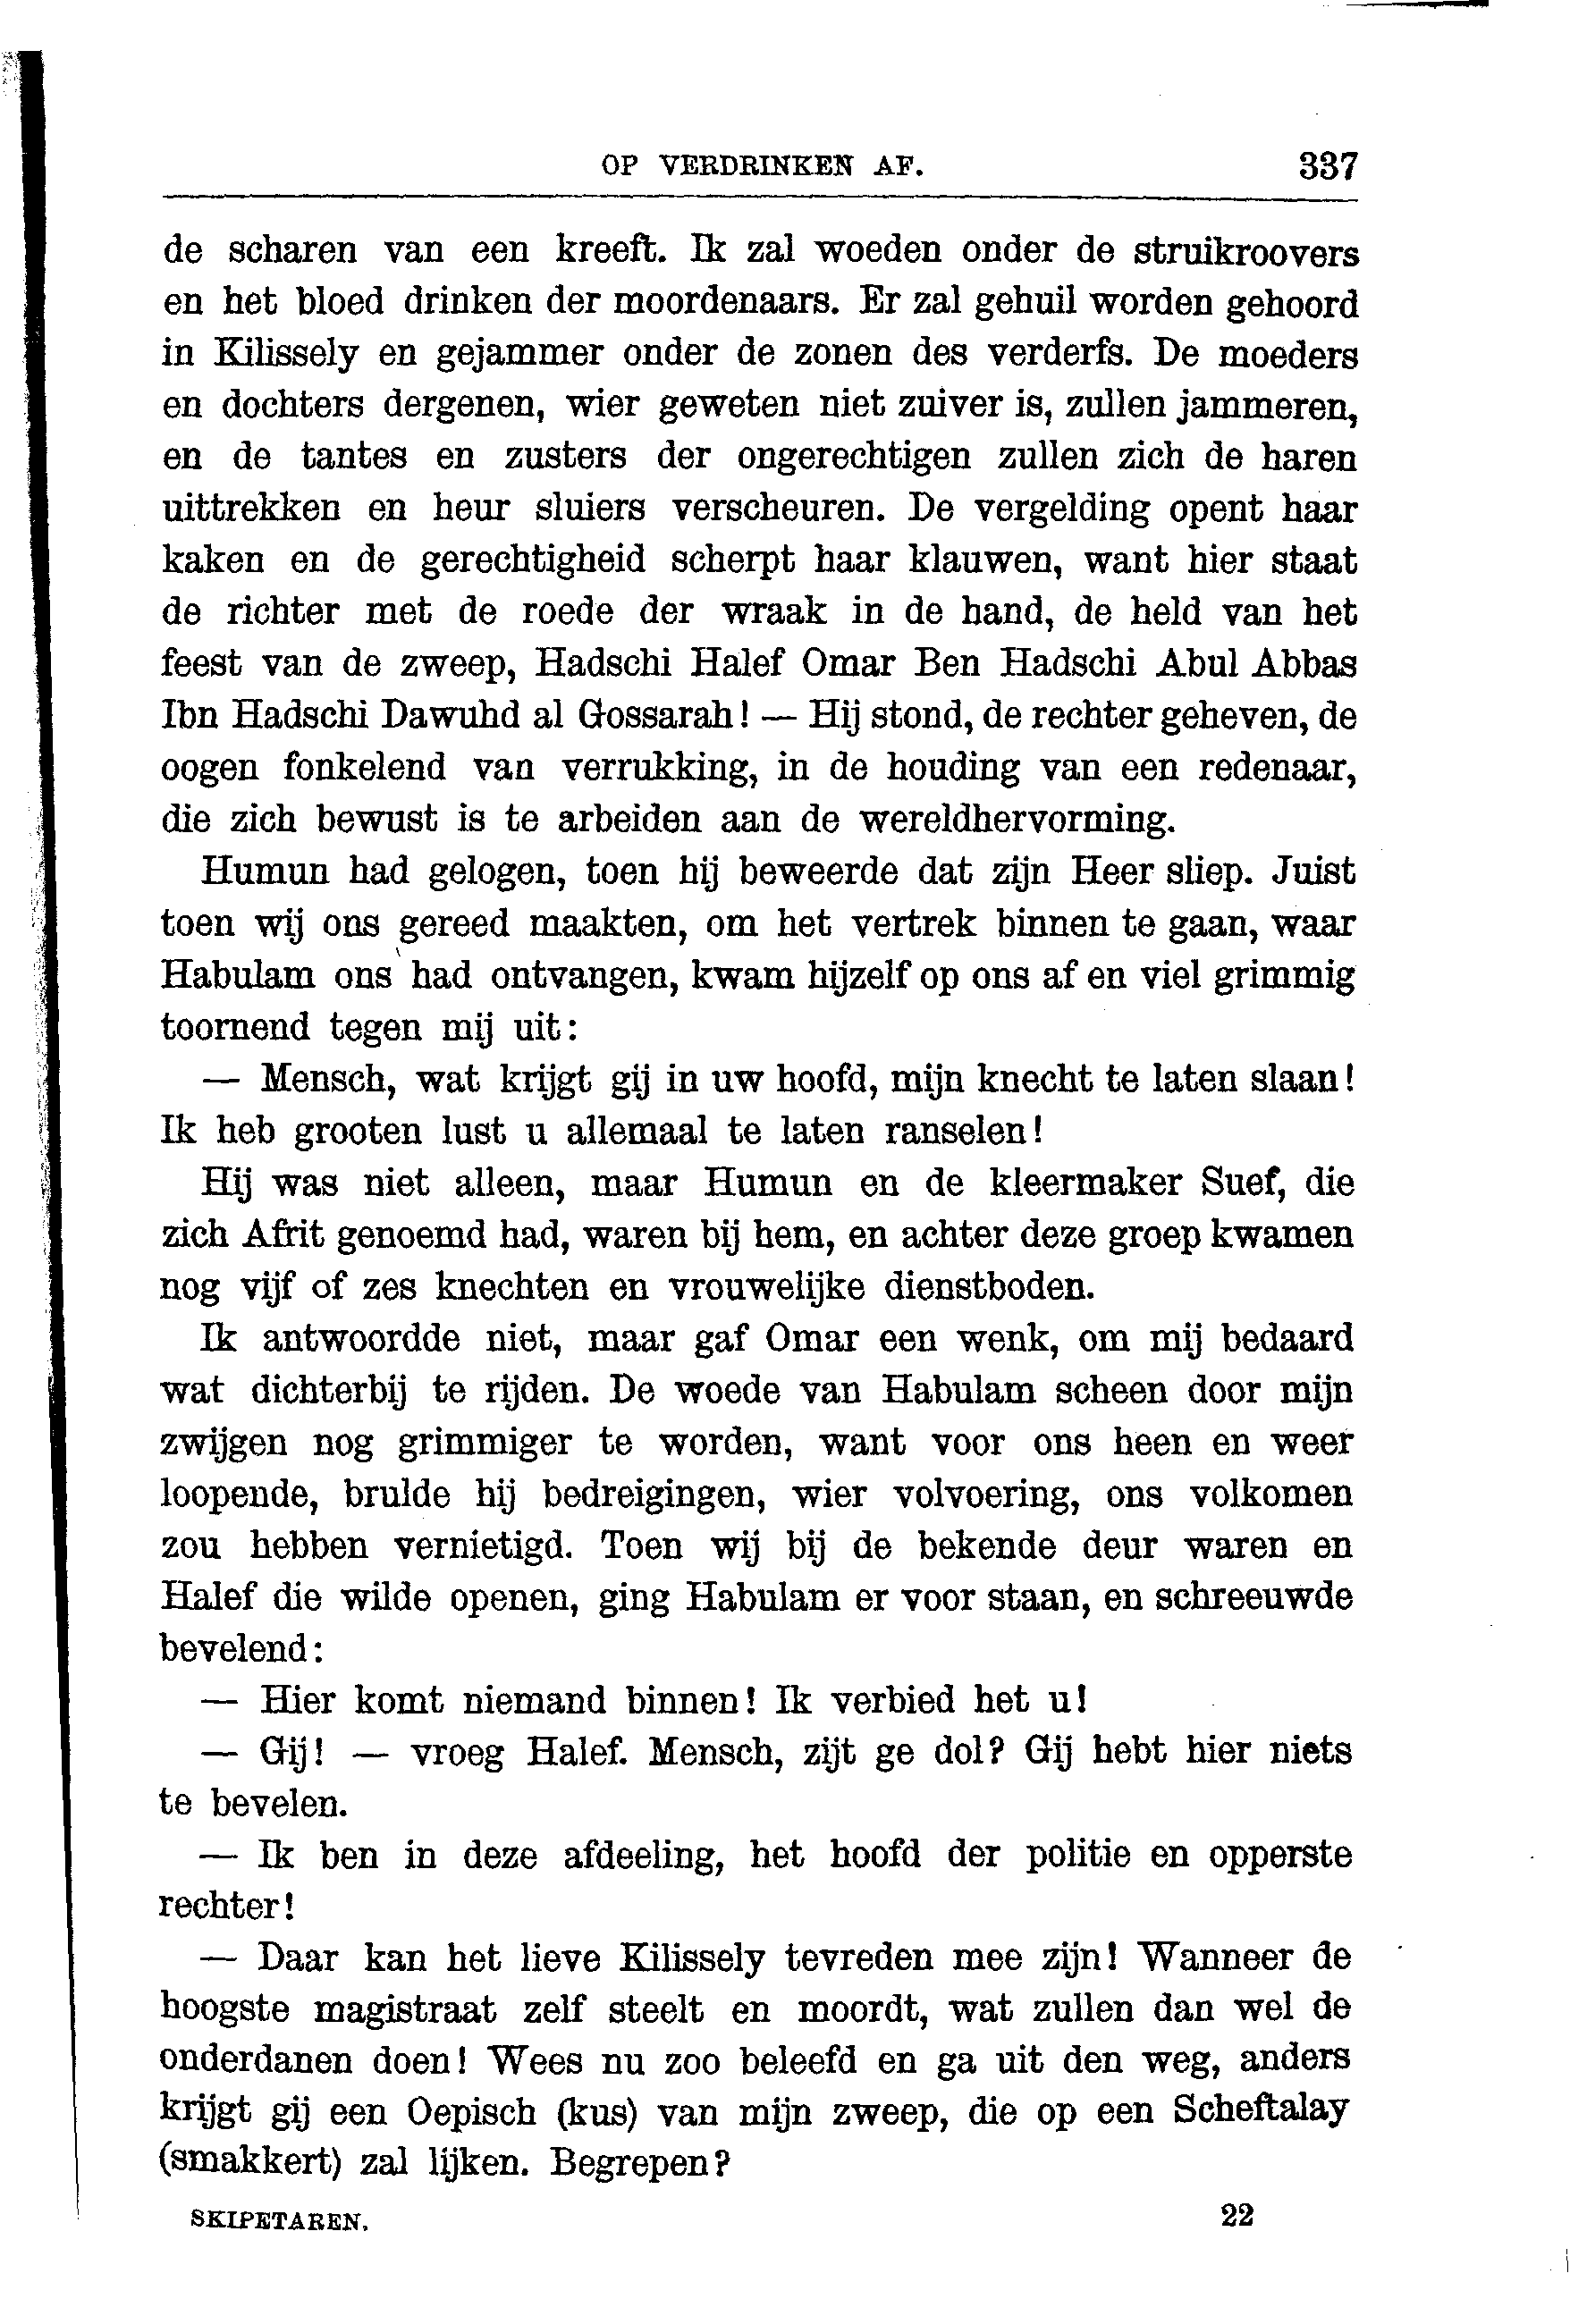 OP VERDRINKEN AF. 337
de scharen van een kreeft. Ik zal woeden onder de struikroovers
en het bloed drinken der moordenaars. Er zal gehuil worden gehoord
in Kilissely en gejammer onder de zonen des verderfs. De moeders
en dochters dergenen, wier geweten niet zuiver is, zullen jammeren,
en de tantes en zusters der ongerechtigen zullen zich de haren
uittrekken en heur sluiers verscheuren. De vergelding opent haar
kaken en de gerechtigheid scherpt haar klauwen, want hier staat
de richter met de roede der wraak in de hand, de held van het
feest van de zweep, Hadschi Halef Omar Ben Hadschi Abul Abbas
Ibn Hadschi Dawuhd al Gossarah! — Hij stond, de rechter geheven, de
oogen fonkelend van verrukking, in de houding van een redenaar,
die zich bewust is te arbeiden aan de wereldhervorming.
Humun had gelogen, toen hij beweerde dat zijn Heer sliep. Juist
toen wij ons gereed maakten, om het vertrek binnen te gaan, waar
Habulam ons had ontvangen, kwam hijzelf op ons af en viel grimmig
toornend tegen mij uit:
— Mensch, wat krijgt gij in uw hoofd, mijn knecht te laten slaan!
Ik heb grooten lust u allemaal te laten ranselen!
Hij was niet alleen, maar Humun en de kleermaker Suef, die
zich Afrit genoemd had, waren bij hem, en achter deze groep kwamen
nog vijf of zes knechten en vrouwelijke dienstboden.
Ik antwoordde niet, maar gaf Omar een wenk, om mij bedaard
wat dichterbij te rijden. De woede van Habulam scheen door mijn
zwijgen nog grimmiger te worden, want voor ons heen en weer
loopende, brulde hij bedreigingen, wier volvoering, ons volkomen
zou hebben vernietigd. Toen wij bij de bekende deur waren en
Halef die wilde openen, ging Habulam er voor staan, en schreeuwde
bevelend:
— Hier komt niemand binnen! Ik verbied het u!
— Gij! — vroeg Halef. Mensch, zijt ge dol? Gij hebt hier niets
te bevelen.
— Ik ben in deze afdeeling, het hoofd der politie en opperste
rechter!
— Daar kan het lieve Kilissely tevreden mee zijn! Wanneer de
hoogste magistraat zelf steelt en moordt, wat zullen dan wel de
onderdanen doen! Wees nu zoo beleefd en ga uit den weg, anders
krijgt gij een Oepisch (kus) van mijn zweep, die op een Scheftalay
(smakkert) zal lijken. Begrepen?
SKIPETAREN. 22